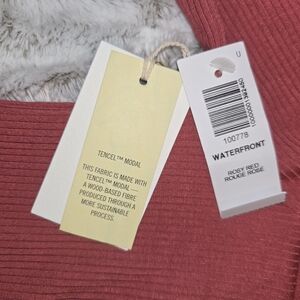 TENCEL™ MODAL
THIS FABRIC IS MADE WITH
TENCEL™ MODAL —
A WOOD-BASED FIBRE
PRODUCED THROUGH A
MORE SUSTAINABLE
PROCESS.
U
100778
WATERFRONT
ROSY RED
ROUGE ROSE